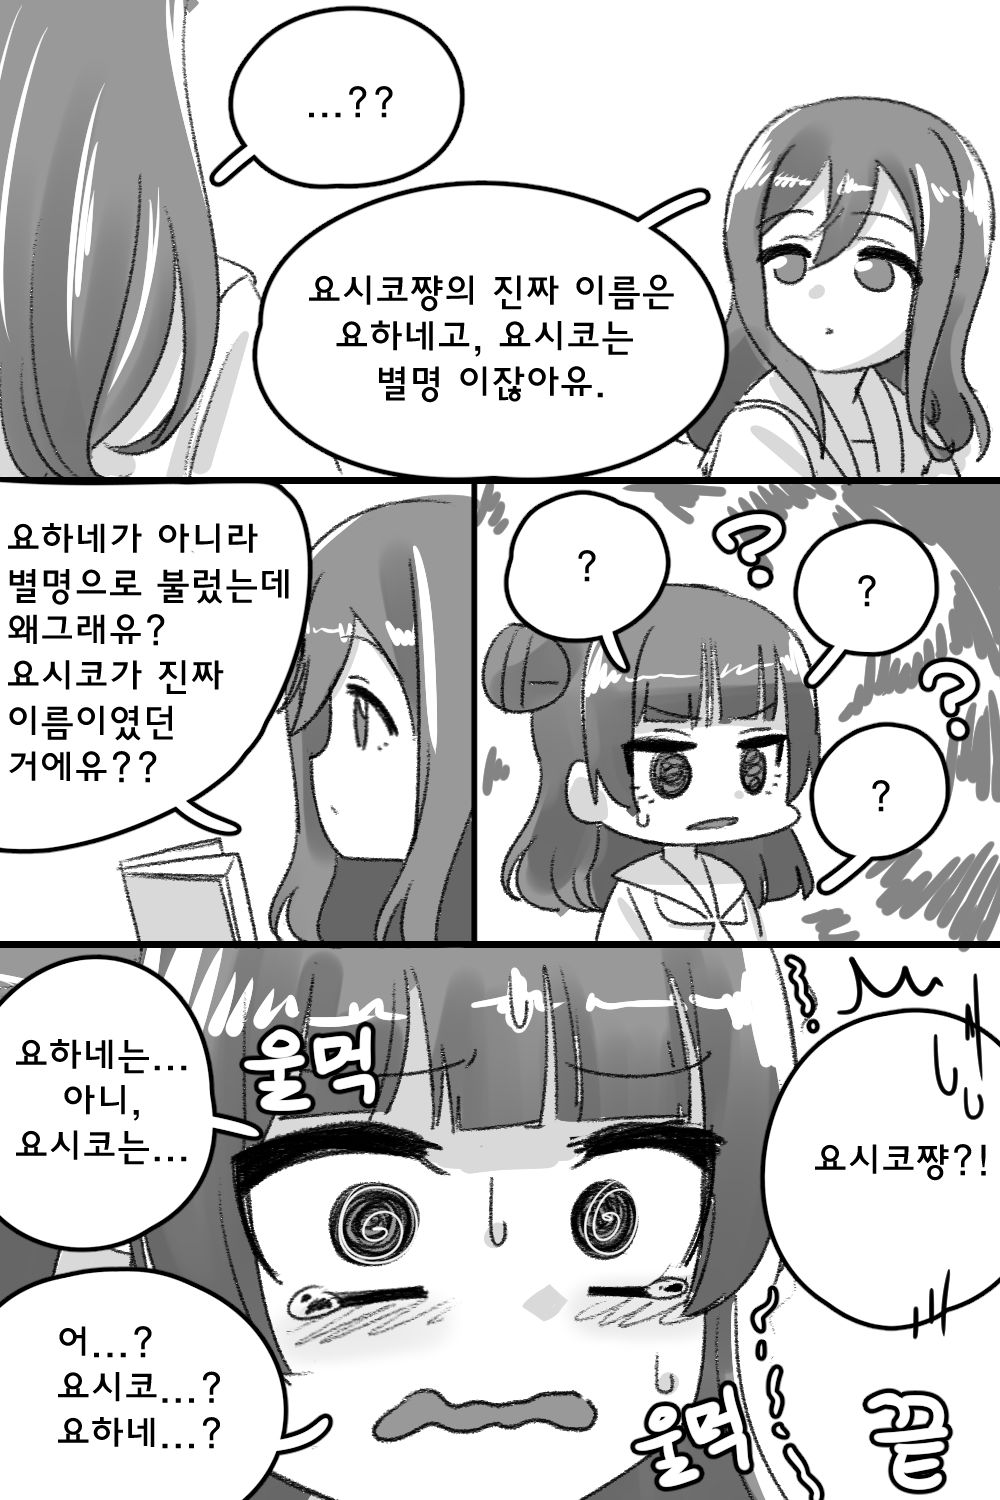 ...??
요시코쨩의 진짜 이름은
요하네고, 요시코는
별명 이잖아유.
요하네가 아니라
별명으로 불렀는데
왜그래유?
요시코가 진짜
이름이였던
거에유??
?
?
?
?
?
요하네는...
아니,
요시코는...
울먹
요시코쨩?!
어...?
요시코...?
요하네...?
울먹
끝